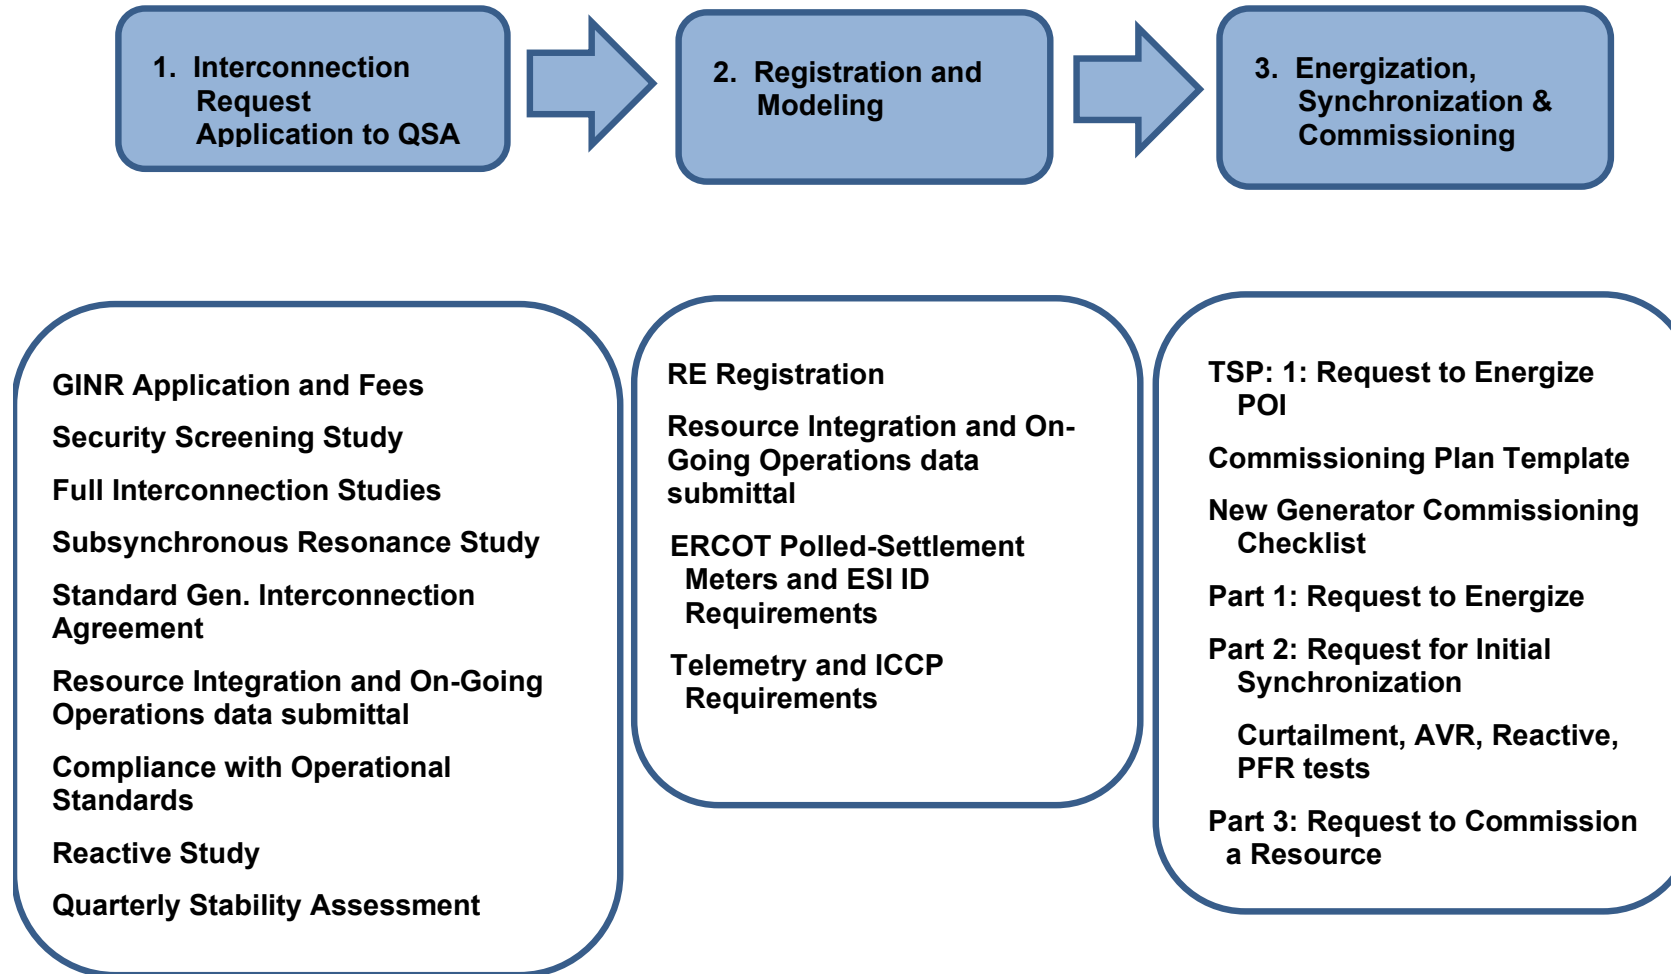 1. Interconnection
Request
Application to QSA
2. Registration and
Modeling
3. Energization,
Synchronization &
Commissioning
GINR Application and Fees
Security Screening Study
Full Interconnection Studies
Subsynchronous Resonance Study
Standard Gen. Interconnection
Agreement
Resource Integration and On-Going
Operations data submittal
Compliance with Operational
Standards
Reactive Study
Quarterly Stability Assessment
RE Registration
Resource Integration and On-
Going Operations data
submittal
ERCOT Polled-Settlement
Meters and ESI ID
Requirements
Telemetry and ICCP
Requirements
TSP: 1: Request to Energize
POI
Commissioning Plan Template
New Generator Commissioning
Checklist
Part 1: Request to Energize
Part 2: Request for Initial
Synchronization
Curtailment, AVR, Reactive,
PFR tests
Part 3: Request to Commission
a Resource